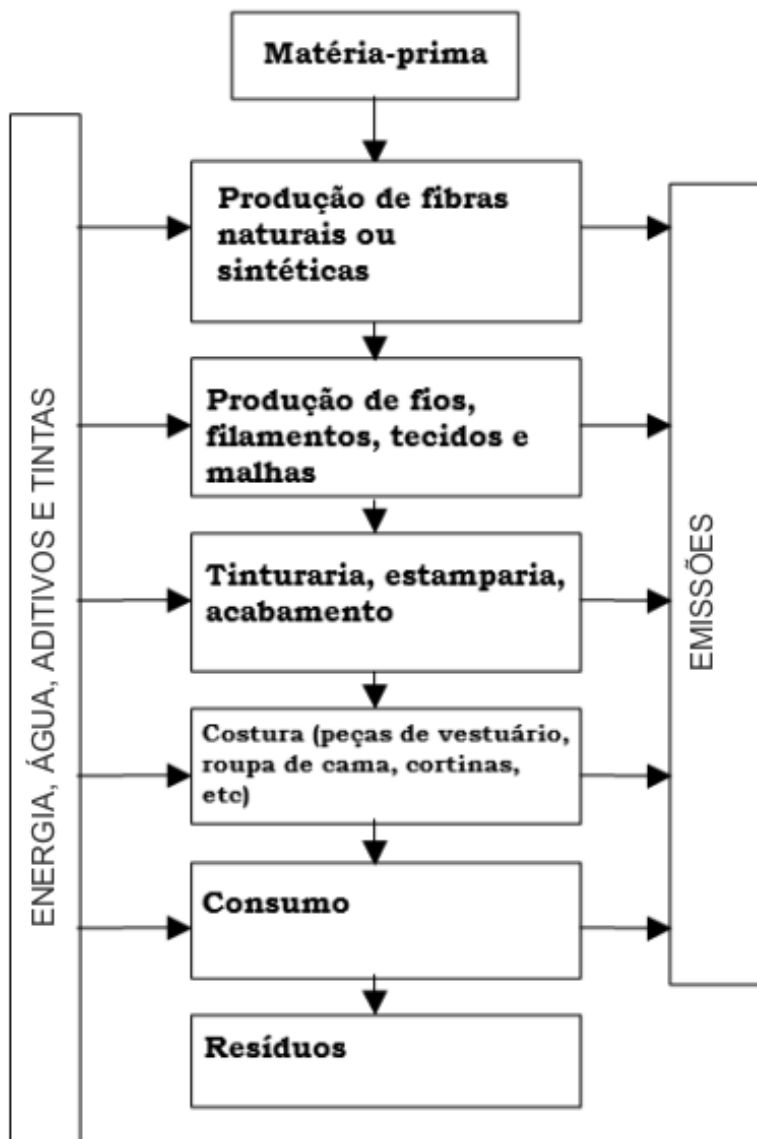 Matéria-prima
Produção de fibras
naturais ou
sintéticas
Produção de fios,
filamentos, tecidos e
malhas
Tinturaria, estamparia,
acabamento
Costura (peças de vestuário,
roupa de cama, cortinas,
etc)
Consumo
Resíduos
ENERGIA, ÁGUA, ADITIVOS E TINTAS
EMISSÕES